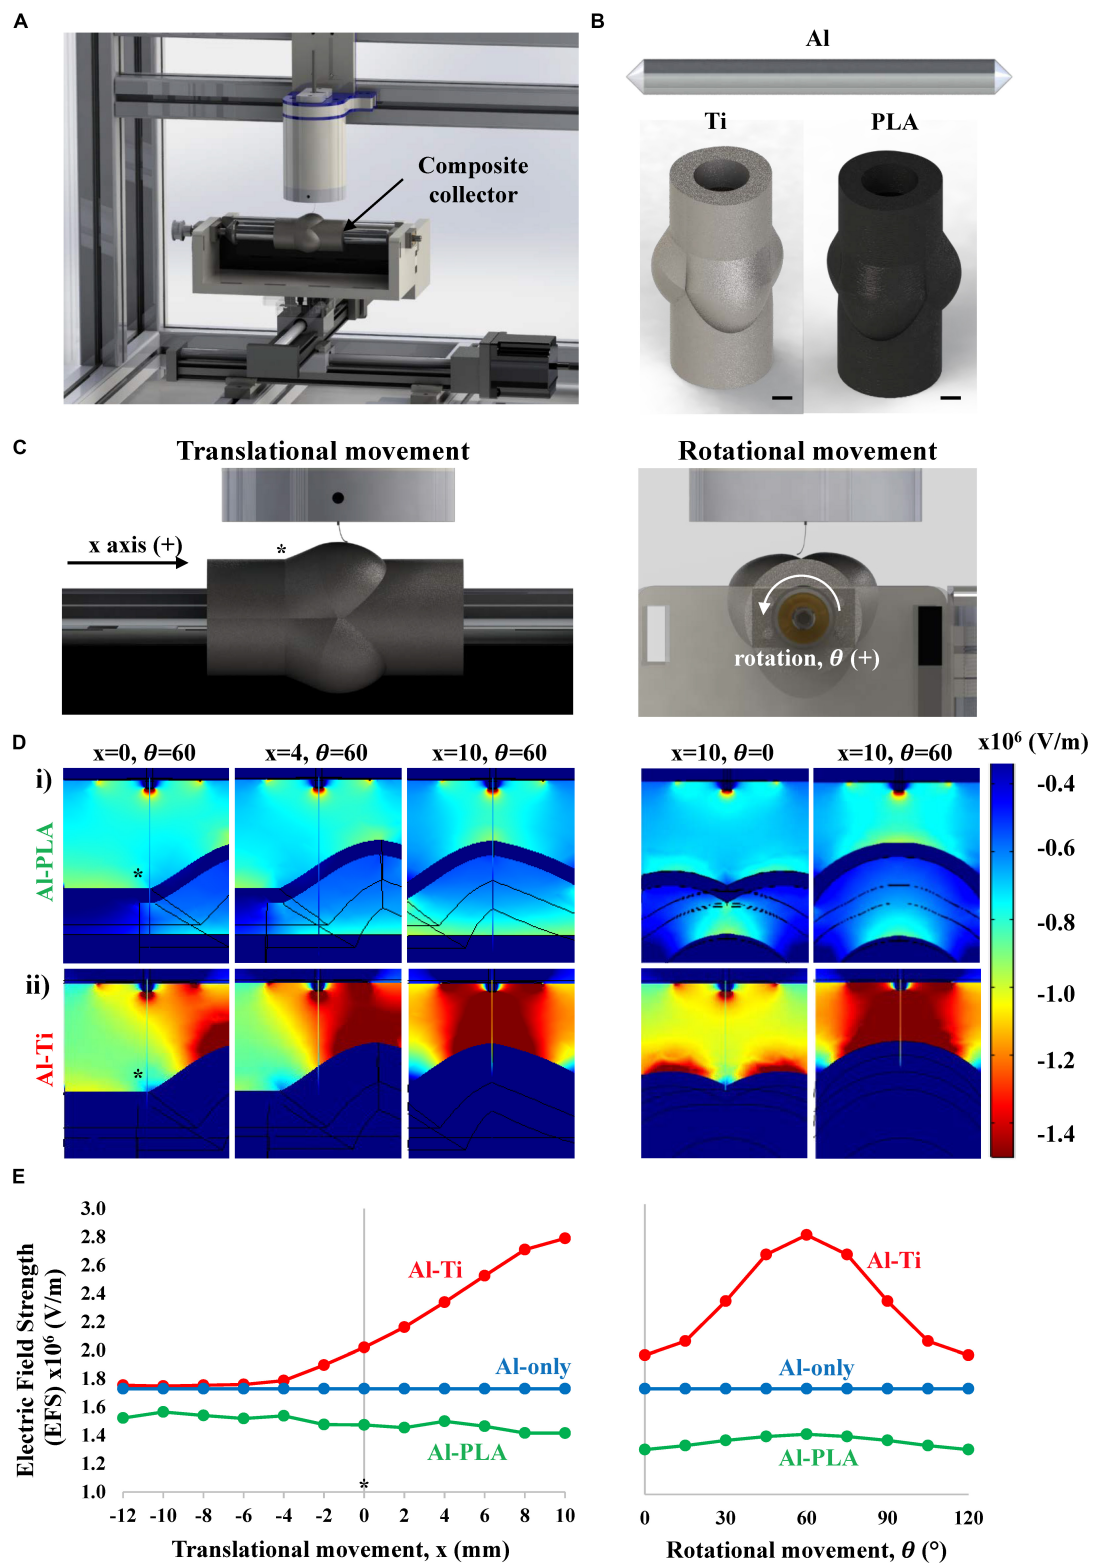 A
B
Composite
collector
Al
Ti
PLA
C
Translational movement
Rotational movement
x axis (+)
*
rotation, θ (+)
D
x=0, θ=60
x=4, θ=60
x=10, θ=60
x=10, θ=0
x=10, θ=60
x10⁶ (V/m)
i)
Al-PLA
*
ii)
Al-Ti
*
-0.4
-0.6
-0.8
-1.0
-1.2
-1.4
E
Electric Field Strength
(EFS) x10⁶ (V/m)
3.0
2.8
2.6
2.4
2.2
2.0
1.8
1.6
1.4
1.2
1.0
Al-Ti
Al-only
Al-PLA
*
-12 -10 -8 -6 -4 -2 0 2 4 6 8 10
Translational movement, x (mm)
Al-Ti
Al-only
Al-PLA
0 30 60 90 120
Rotational movement, θ (°)